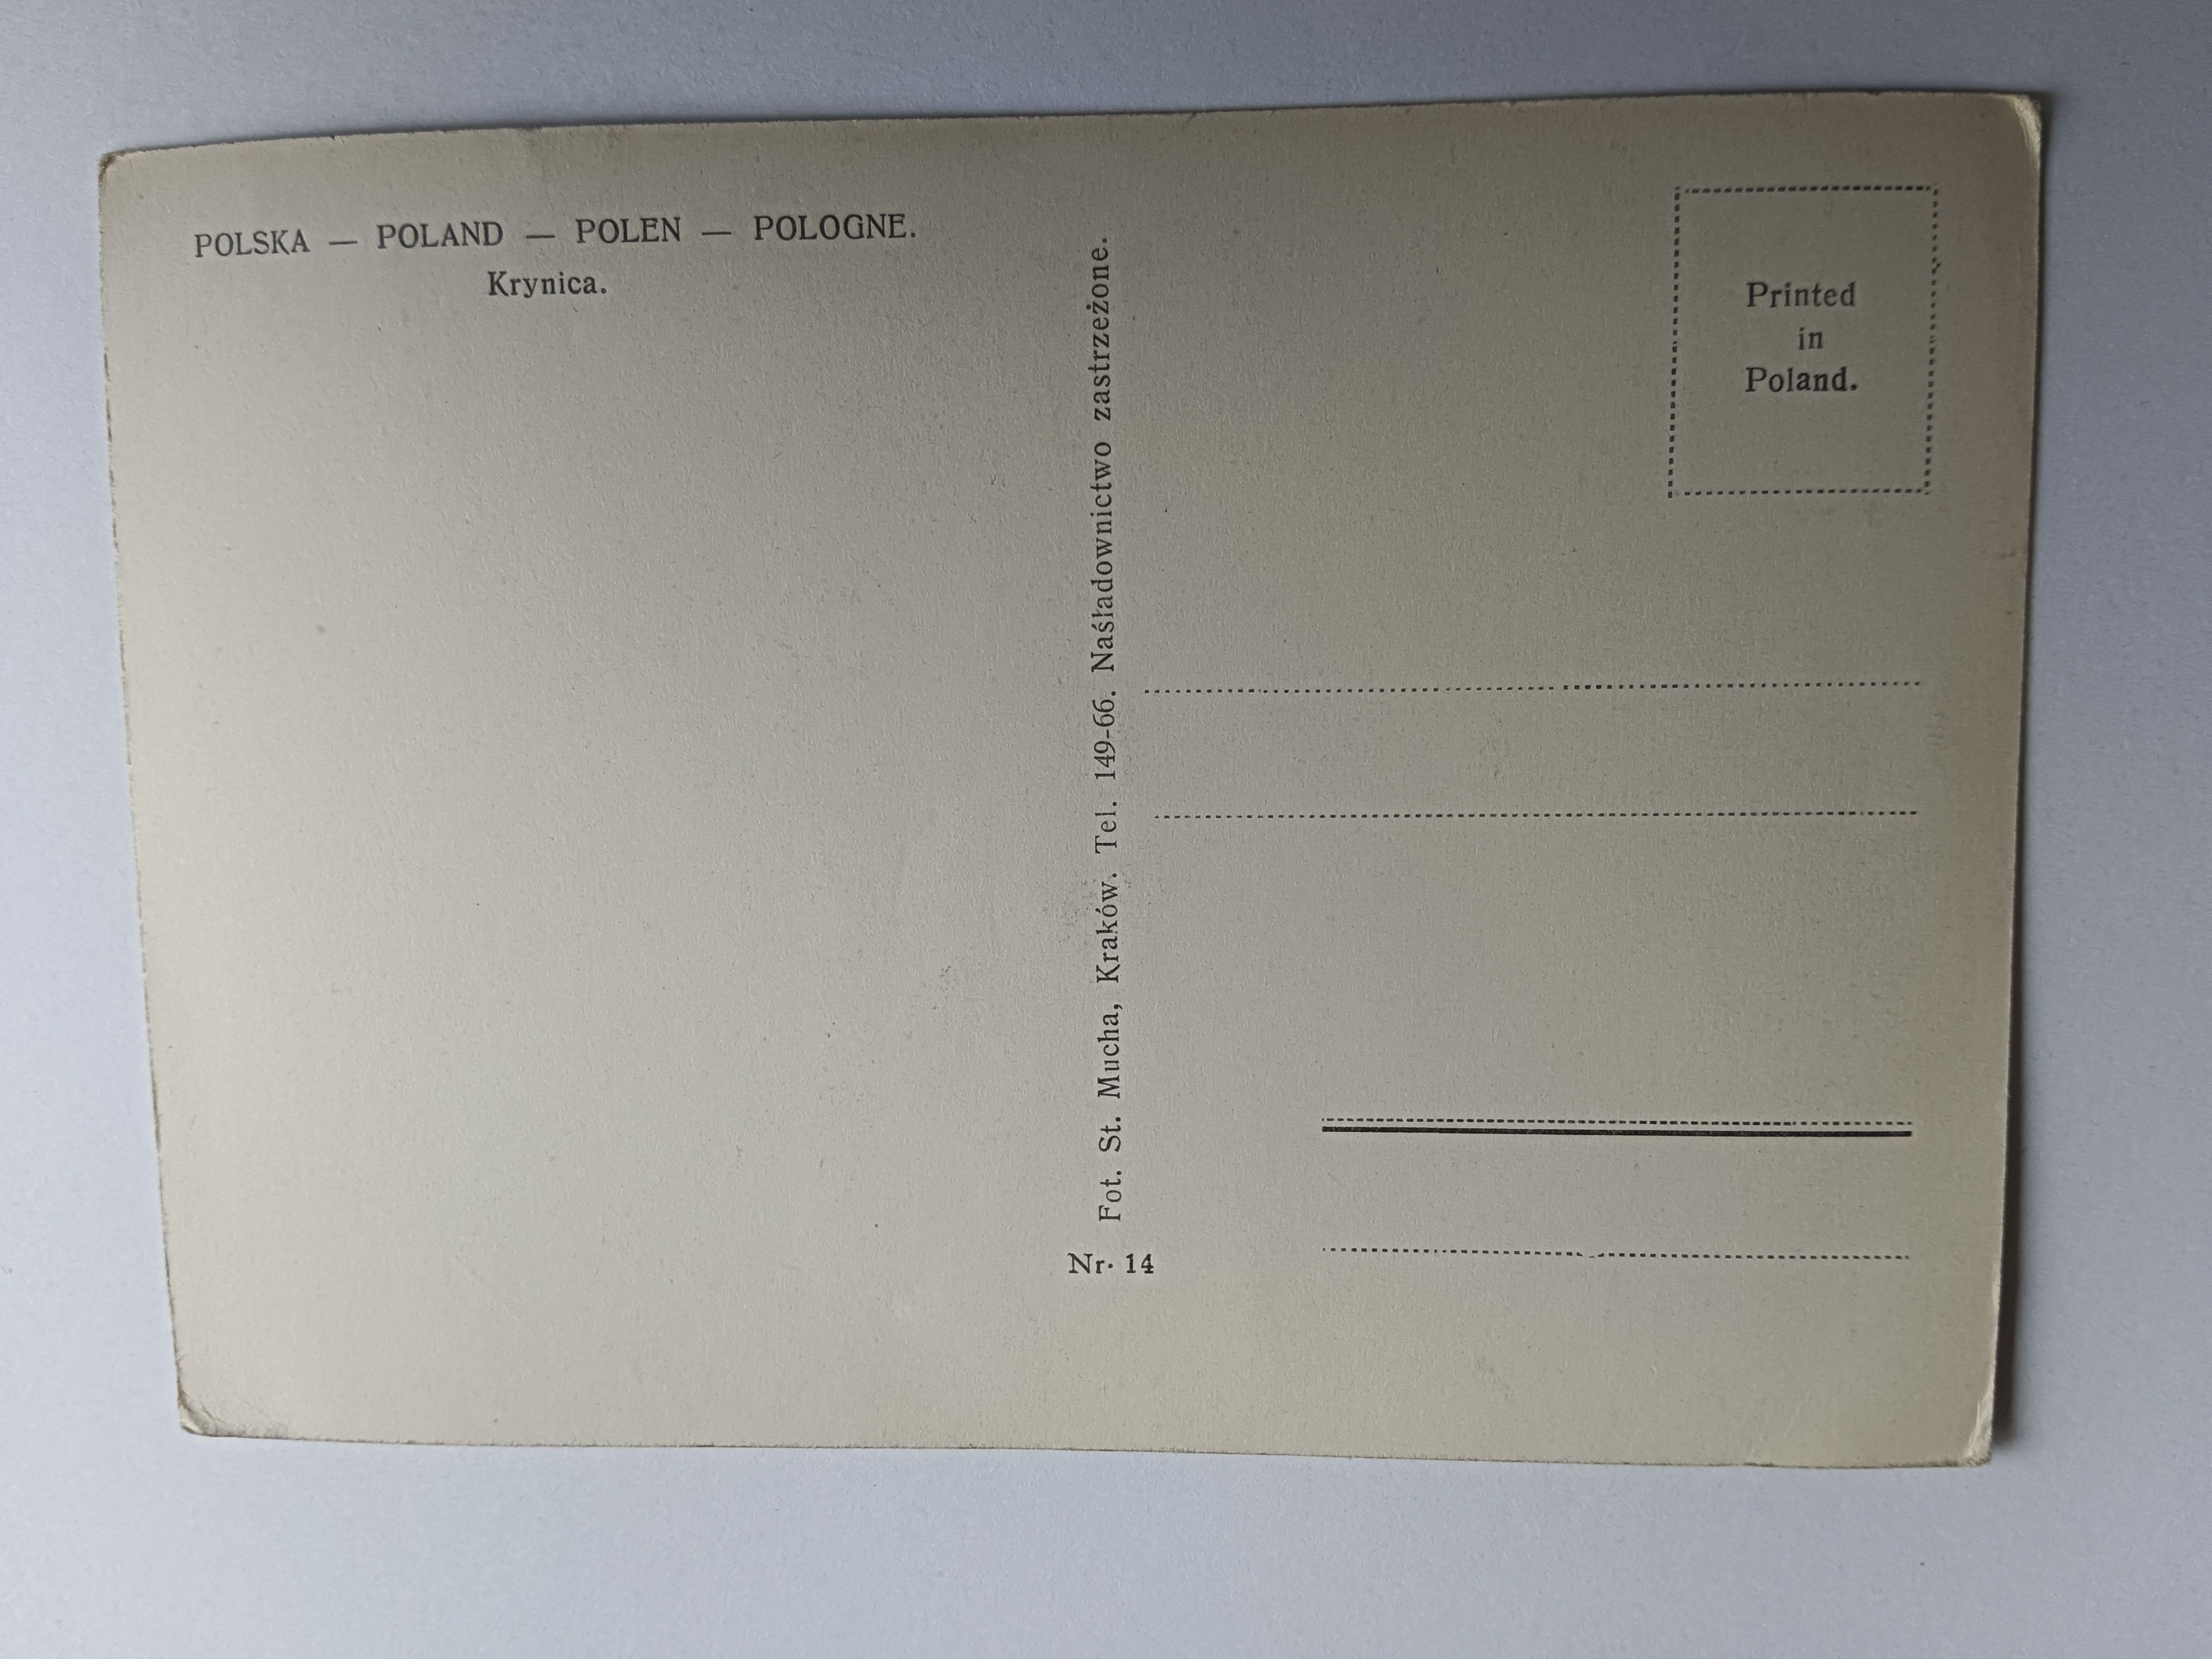 POLSKA — POLAND — POLEN — POLOGNE.
Krynica.
Fot. St. Mucha, Kraków. Tel. 149-66. Naśladownictwo zastrzeżone.
Nr. 14
Printed
in
Poland.